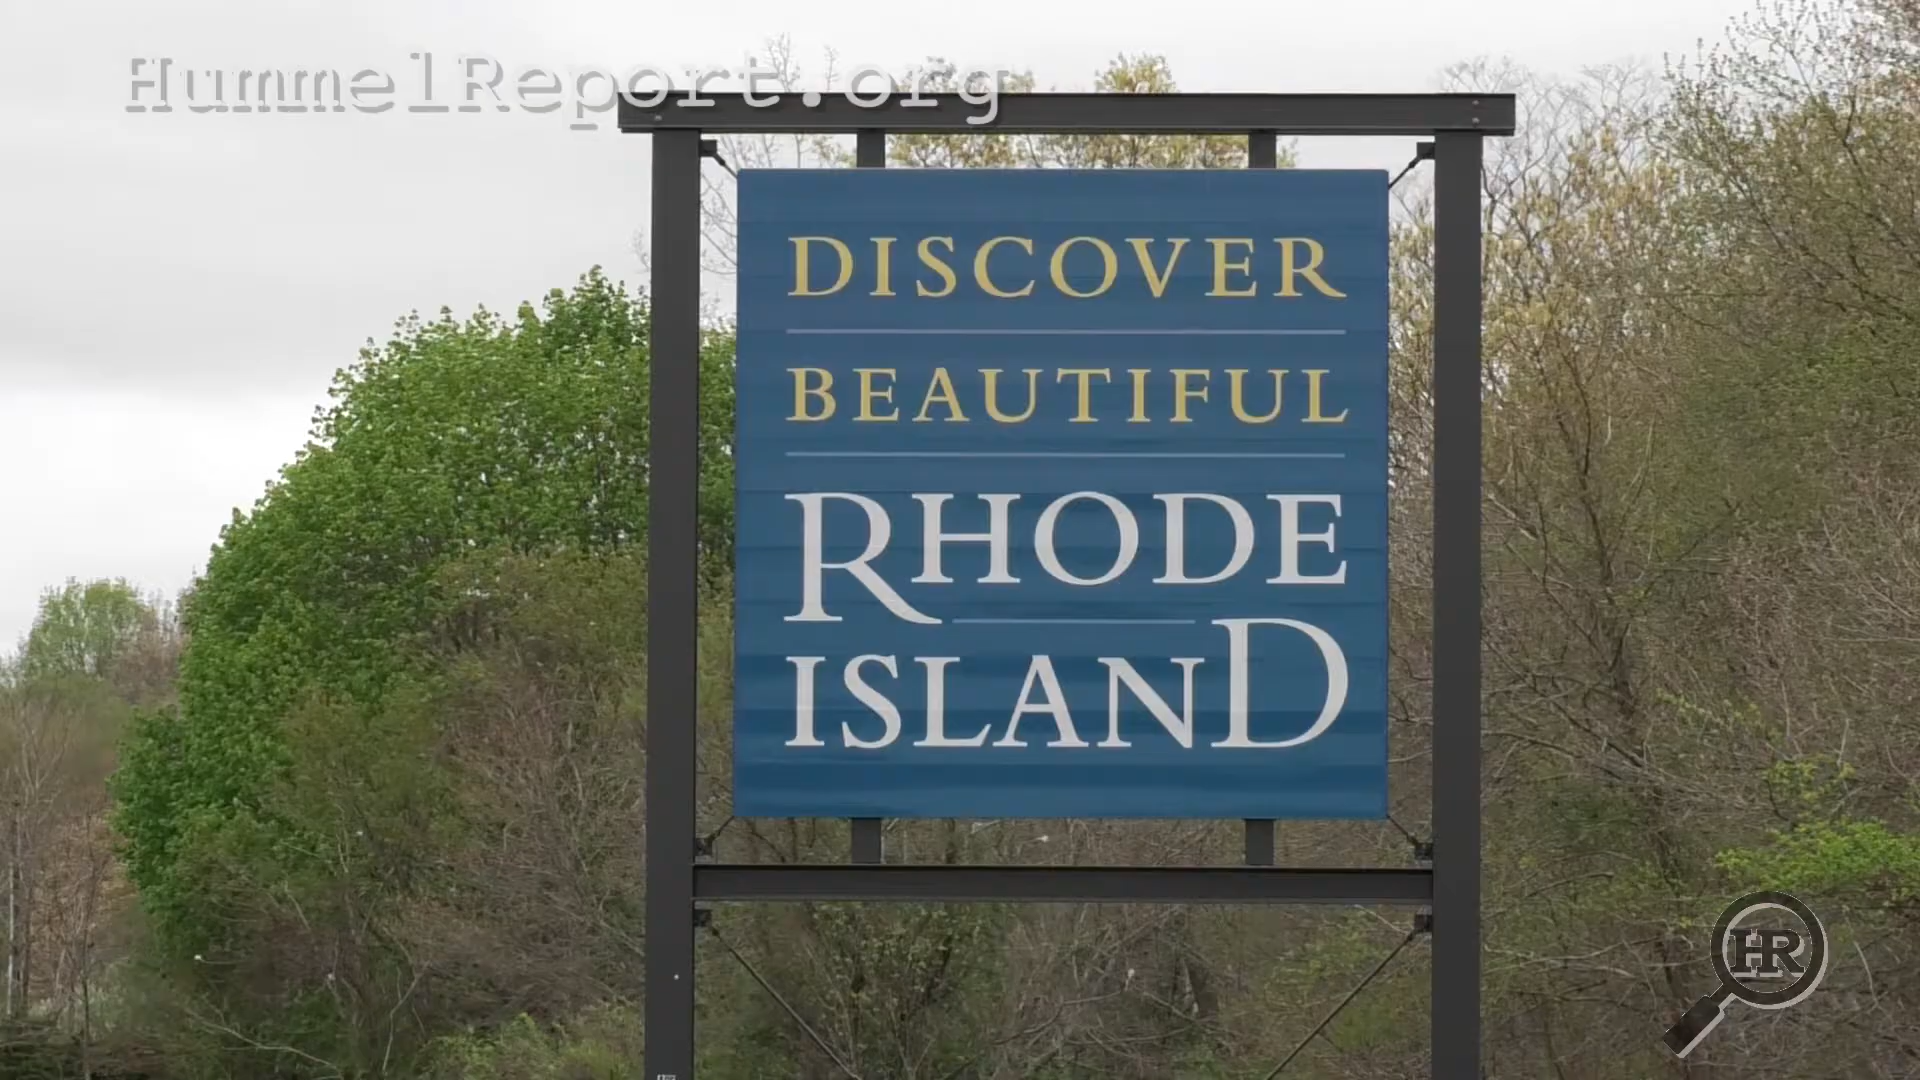 HummelReport.org
DISCOVER
BEAUTIFUL
RHODE
ISLAND
HR